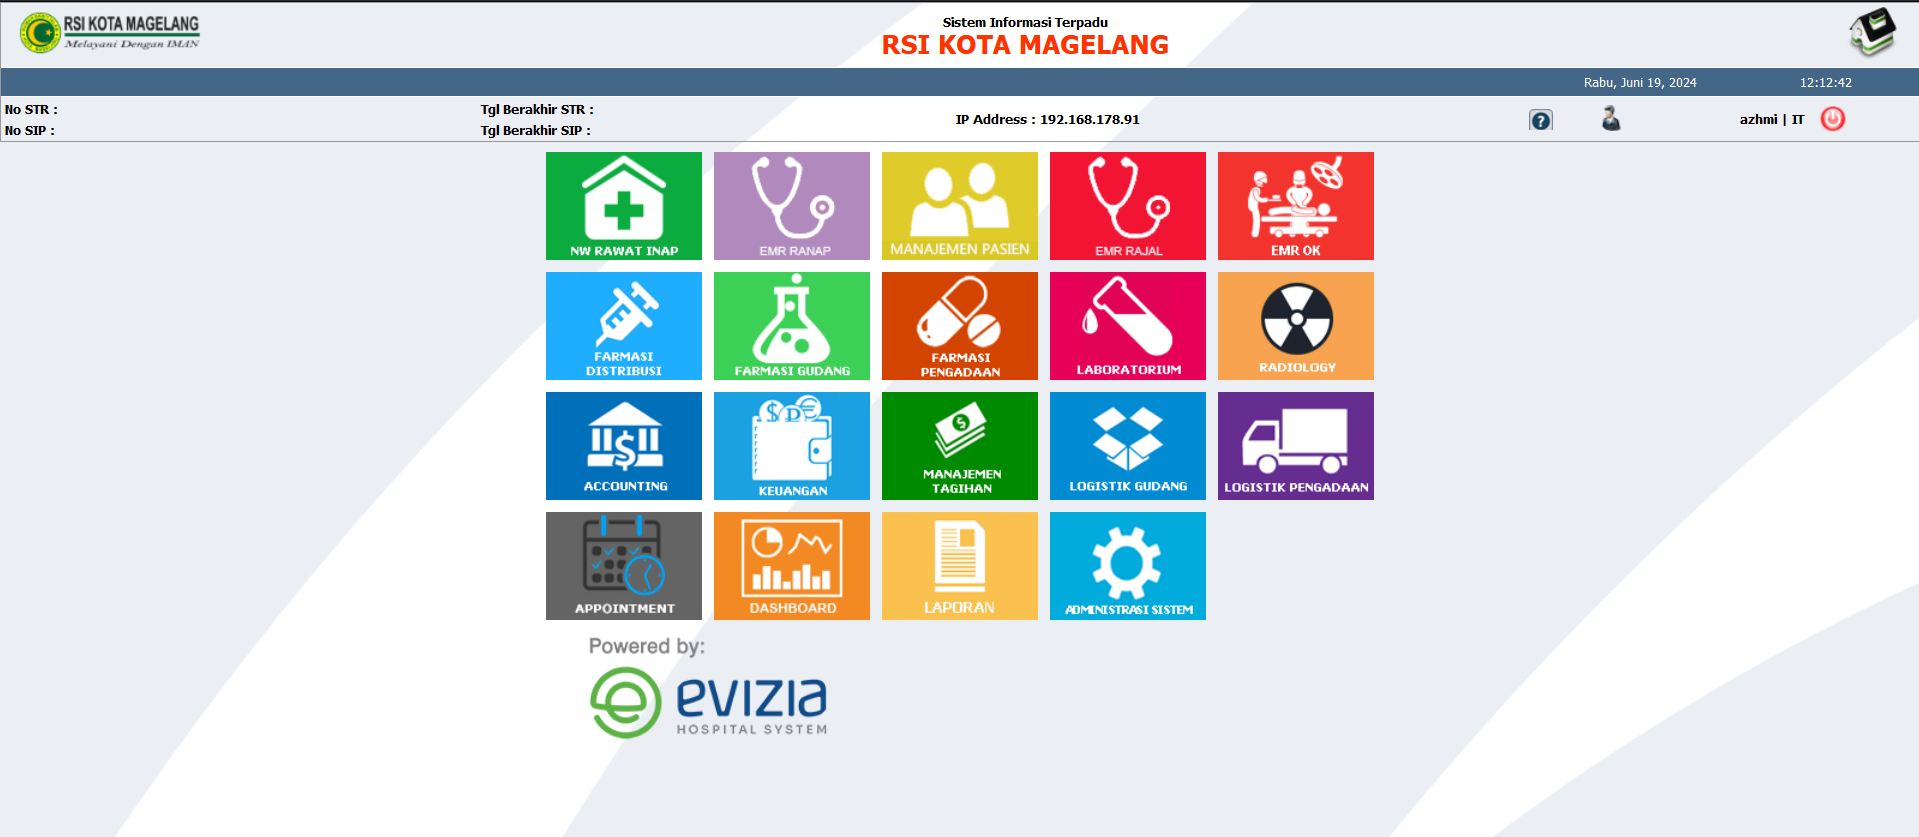 RSI KOTA MAGELANG
Melayani Dengan IMAN
Sistem Informasi Terpadu
RSI KOTA MAGELANG
Rabu, Juni 19, 2024 12:12:42
No STR : Tgl Berakhir STR :
No SIP : Tgl Berakhir SIP :
IP Address : 192.168.178.91
azhmi | IT
NW RAWAT INAP
EMR RANAP
MANAJEMEN PASIEN
EMR RAJAL
EMR OK
FARMASI
DISTRIBUSI
FARMASI GUDANG
FARMASI
PENGADAAN
LABORATORIUM
RADIOLOGY
ACCOUNTING
KEUANGAN
MANAJEMEN
TAGIHAN
LOGISTIK GUDANG
LOGISTIK PENGADAAN
APPOINTMENT
DASHBOARD
LAPORAN
ADMINISTRASI SISTEM
Powered by:
evizia
HOSPITAL SYSTEM